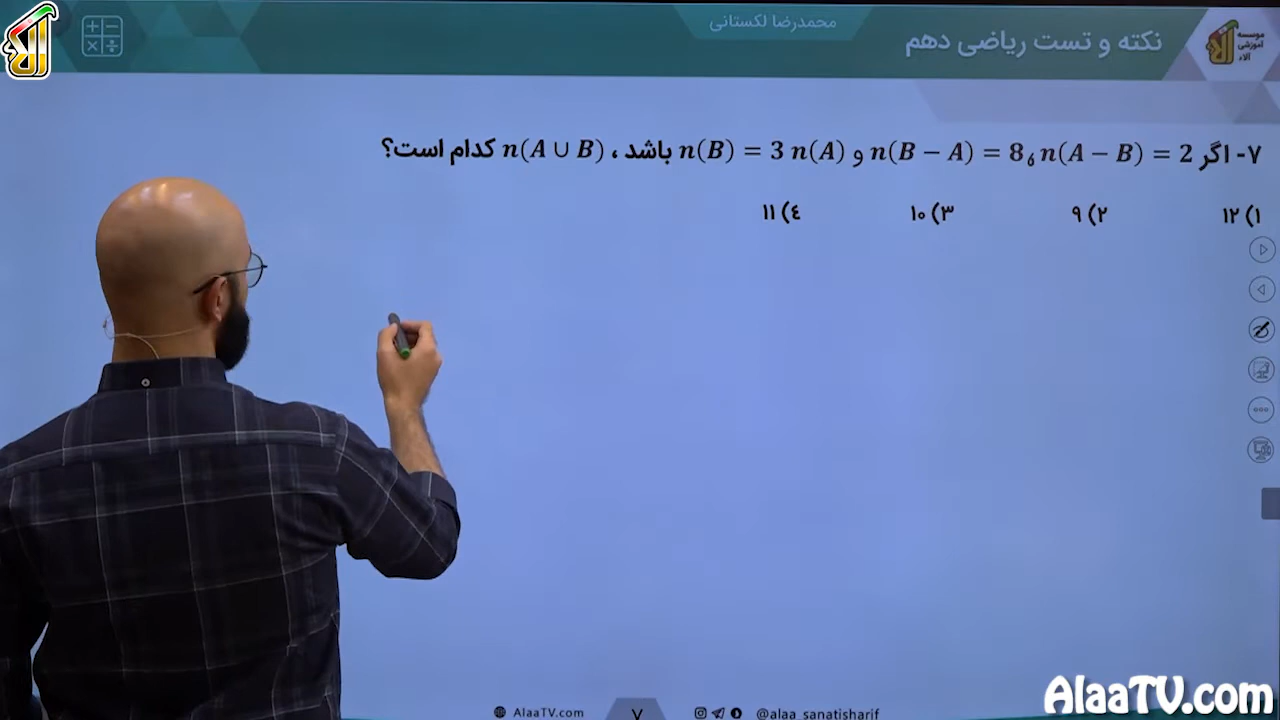 محمدرضا لکستانی
نکته و تست ریاضی دهم
موسسه
آموزشی
آلاء
۷- اگر n(A − B) = 2 و n(B − A) = 8 و n(B) = 3 n(A) باشد ، n(A ∪ B) کدام است؟
۱) ۱۲ ۲) ۹ ۳) ۱۰ ٤) ۱۱
AlaaTV.com
۷
@alaa_sanatisharif
AlaaTV.com